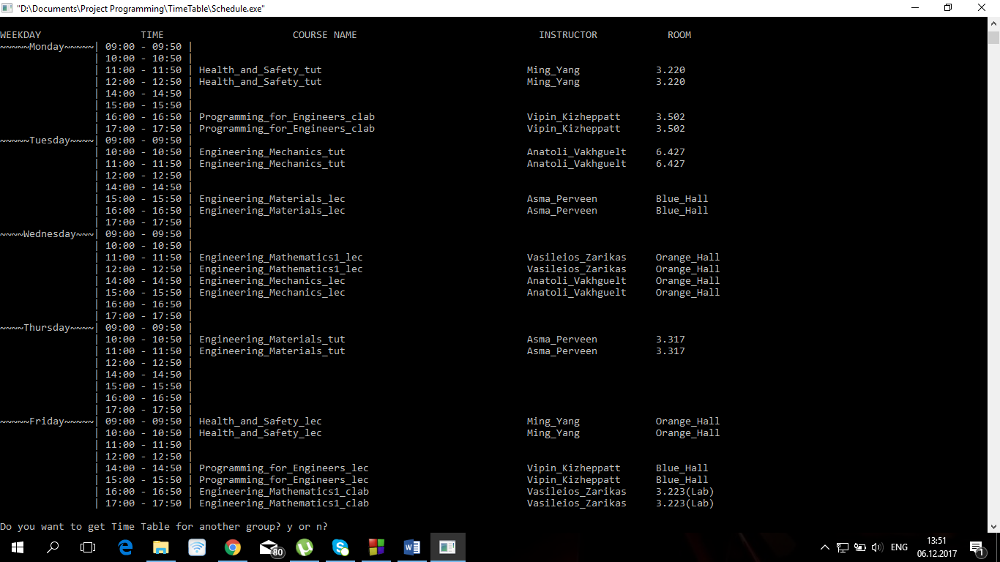 "D:\Documents\Project Programming\TimeTable\Schedule.exe"
WEEKDAY TIME COURSE NAME INSTRUCTOR ROOM
~~~~~Monday~~~~~| 09:00 - 09:50 |
| 10:00 - 10:50 |
| 11:00 - 11:50 | Health_and_Safety_tut Ming_Yang 3.220
| 12:00 - 12:50 | Health_and_Safety_tut Ming_Yang 3.220
| 14:00 - 14:50 |
| 15:00 - 15:50 |
| 16:00 - 16:50 | Programming_for_Engineers_clab Vipin_Kizheppatt 3.502
| 17:00 - 17:50 | Programming_for_Engineers_clab Vipin_Kizheppatt 3.502
~~~~~Tuesday~~~~| 09:00 - 09:50 |
| 10:00 - 10:50 | Engineering_Mechanics_tut Anatoli_Vakhguelt 6.427
| 11:00 - 11:50 | Engineering_Mechanics_tut Anatoli_Vakhguelt 6.427
| 12:00 - 12:50 |
| 14:00 - 14:50 |
| 15:00 - 15:50 | Engineering_Materials_lec Asma_Perveen Blue_Hall
| 16:00 - 16:50 | Engineering_Materials_lec Asma_Perveen Blue_Hall
| 17:00 - 17:50 |
~~~~Wednesday~~~| 09:00 - 09:50 |
| 10:00 - 10:50 |
| 11:00 - 11:50 | Engineering_Mathematics1_lec Vasileios_Zarikas Orange_Hall
| 12:00 - 12:50 | Engineering_Mathematics1_lec Vasileios_Zarikas Orange_Hall
| 14:00 - 14:50 | Engineering_Mechanics_lec Anatoli_Vakhguelt Orange_Hall
| 15:00 - 15:50 | Engineering_Mechanics_lec Anatoli_Vakhguelt Orange_Hall
| 16:00 - 16:50 |
| 17:00 - 17:50 |
~~~~Thursday~~~~| 09:00 - 09:50 |
| 10:00 - 10:50 | Engineering_Materials_tut Asma_Perveen 3.317
| 11:00 - 11:50 | Engineering_Materials_tut Asma_Perveen 3.317
| 12:00 - 12:50 |
| 14:00 - 14:50 |
| 15:00 - 15:50 |
| 16:00 - 16:50 |
| 17:00 - 17:50 |
~~~~~Friday~~~~~| 09:00 - 09:50 | Health_and_Safety_lec Ming_Yang Orange_Hall
| 10:00 - 10:50 | Health_and_Safety_lec Ming_Yang Orange_Hall
| 11:00 - 11:50 |
| 12:00 - 12:50 |
| 14:00 - 14:50 | Programming_for_Engineers_lec Vipin_Kizheppatt Blue_Hall
| 15:00 - 15:50 | Programming_for_Engineers_lec Vipin_Kizheppatt Blue_Hall
| 16:00 - 16:50 | Engineering_Mathematics1_clab Vasileios_Zarikas 3.223(Lab)
| 17:00 - 17:50 | Engineering_Mathematics1_clab Vasileios_Zarikas 3.223(Lab)
Do you want to get Time Table for another group? y or n?
80
ENG
13:51
06.12.2017
1